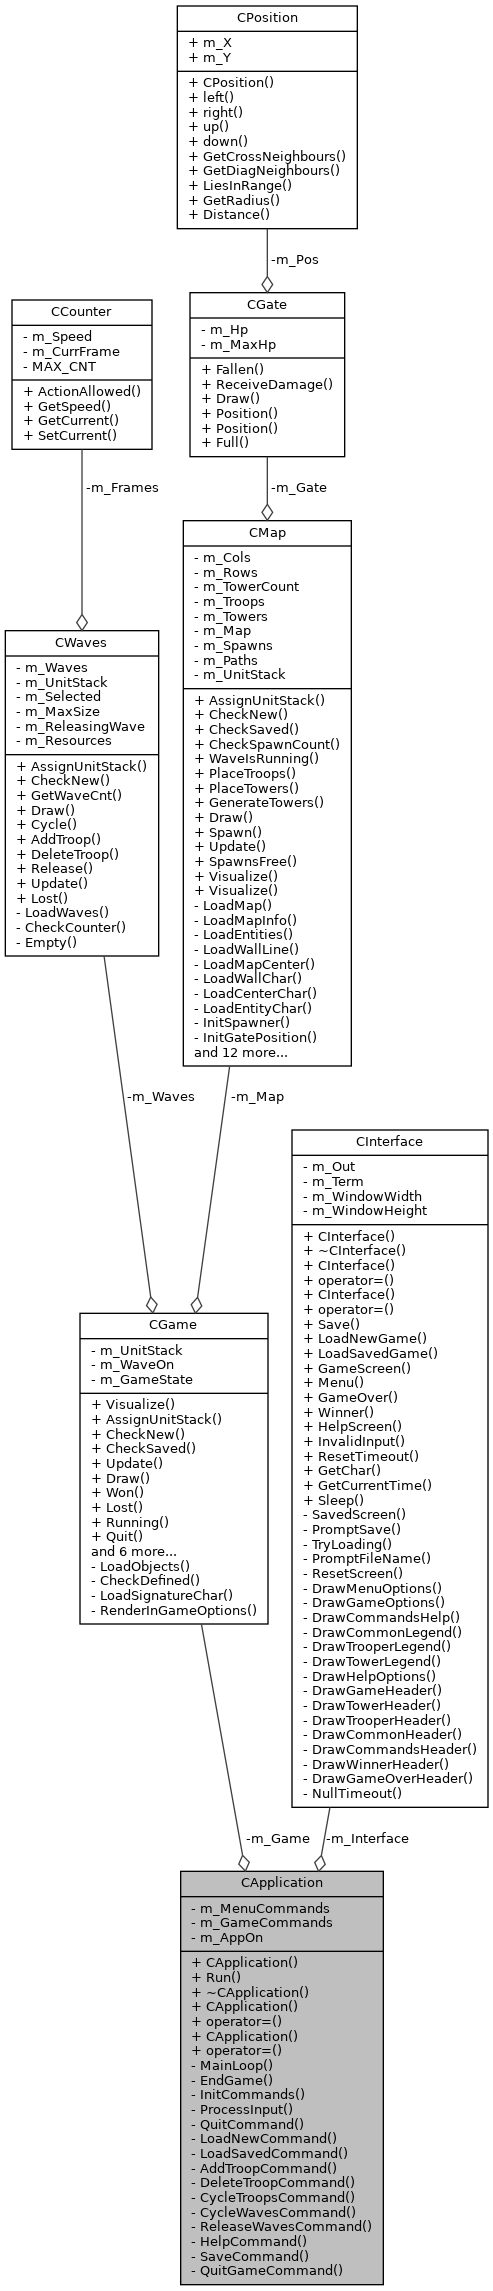 CPosition
+ m_X
+ m_Y
+ CPosition()
+ left()
+ right()
+ up()
+ down()
+ GetCrossNeighbours()
+ GetDiagNeighbours()
+ LiesInRange()
+ GetRadius()
+ Distance()
-m_Pos
CCounter
- m_Speed
- m_CurrFrame
- MAX_CNT
+ ActionAllowed()
+ GetSpeed()
+ GetCurrent()
+ SetCurrent()
CGate
- m_Hp
- m_MaxHp
+ Fallen()
+ ReceiveDamage()
+ Draw()
+ Position()
+ Position()
+ Full()
-m_Frames
-m_Gate
CWaves
- m_Waves
- m_UnitStack
- m_Selected
- m_MaxSize
- m_ReleasingWave
- m_Resources
+ AssignUnitStack()
+ CheckNew()
+ GetWaveCnt()
+ Draw()
+ Cycle()
+ AddTroop()
+ DeleteTroop()
+ Release()
+ Update()
+ Lost()
- LoadWaves()
- CheckCounter()
- Empty()
CMap
- m_Cols
- m_Rows
- m_TowerCount
- m_Troops
- m_Towers
- m_Map
- m_Spawns
- m_Paths
- m_UnitStack
+ AssignUnitStack()
+ CheckNew()
+ CheckSaved()
+ CheckSpawnCount()
+ WaveIsRunning()
+ PlaceTroops()
+ PlaceTowers()
+ GenerateTowers()
+ Draw()
+ Spawn()
+ Update()
+ SpawnsFree()
+ Visualize()
+ Visualize()
- LoadMap()
- LoadMapInfo()
- LoadEntities()
- LoadWallLine()
- LoadMapCenter()
- LoadWallChar()
- LoadCenterChar()
- LoadEntityChar()
- InitSpawner()
- InitGatePosition()
and 12 more...
-m_Waves
-m_Map
CInterface
- m_Out
- m_Term
- m_WindowWidth
- m_WindowHeight
+ CInterface()
+ ~CInterface()
+ CInterface()
+ operator=()
+ CInterface()
+ operator=()
+ Save()
+ LoadNewGame()
+ LoadSavedGame()
+ GameScreen()
+ Menu()
+ GameOver()
+ Winner()
+ HelpScreen()
+ InvalidInput()
+ ResetTimeout()
+ GetChar()
+ GetCurrentTime()
+ Sleep()
- SavedScreen()
- PromptSave()
- TryLoading()
- PromptFileName()
- ResetScreen()
- DrawMenuOptions()
- DrawGameOptions()
- DrawCommandsHelp()
- DrawCommonLegend()
- DrawTrooperLegend()
- DrawTowerLegend()
- DrawHelpOptions()
- DrawGameHeader()
- DrawTowerHeader()
- DrawTrooperHeader()
- DrawCommonHeader()
- DrawCommandsHeader()
- DrawWinnerHeader()
- DrawGameOverHeader()
- NullTimeout()
CGame
- m_UnitStack
- m_WaveOn
- m_GameState
+ Visualize()
+ AssignUnitStack()
+ CheckNew()
+ CheckSaved()
+ Update()
+ Draw()
+ Won()
+ Lost()
+ Running()
+ Quit()
and 6 more...
- LoadObjects()
- CheckDefined()
- LoadSignatureChar()
- RenderInGameOptions()
-m_Game
-m_Interface
CApplication
- m_MenuCommands
- m_GameCommands
- m_AppOn
+ CApplication()
+ Run()
+ ~CApplication()
+ CApplication()
+ operator=()
+ CApplication()
+ operator=()
- MainLoop()
- EndGame()
- InitCommands()
- ProcessInput()
- QuitCommand()
- LoadNewCommand()
- LoadSavedCommand()
- AddTroopCommand()
- DeleteTroopCommand()
- CycleTroopsCommand()
- CycleWavesCommand()
- ReleaseWavesCommand()
- HelpCommand()
- SaveCommand()
- QuitGameCommand()